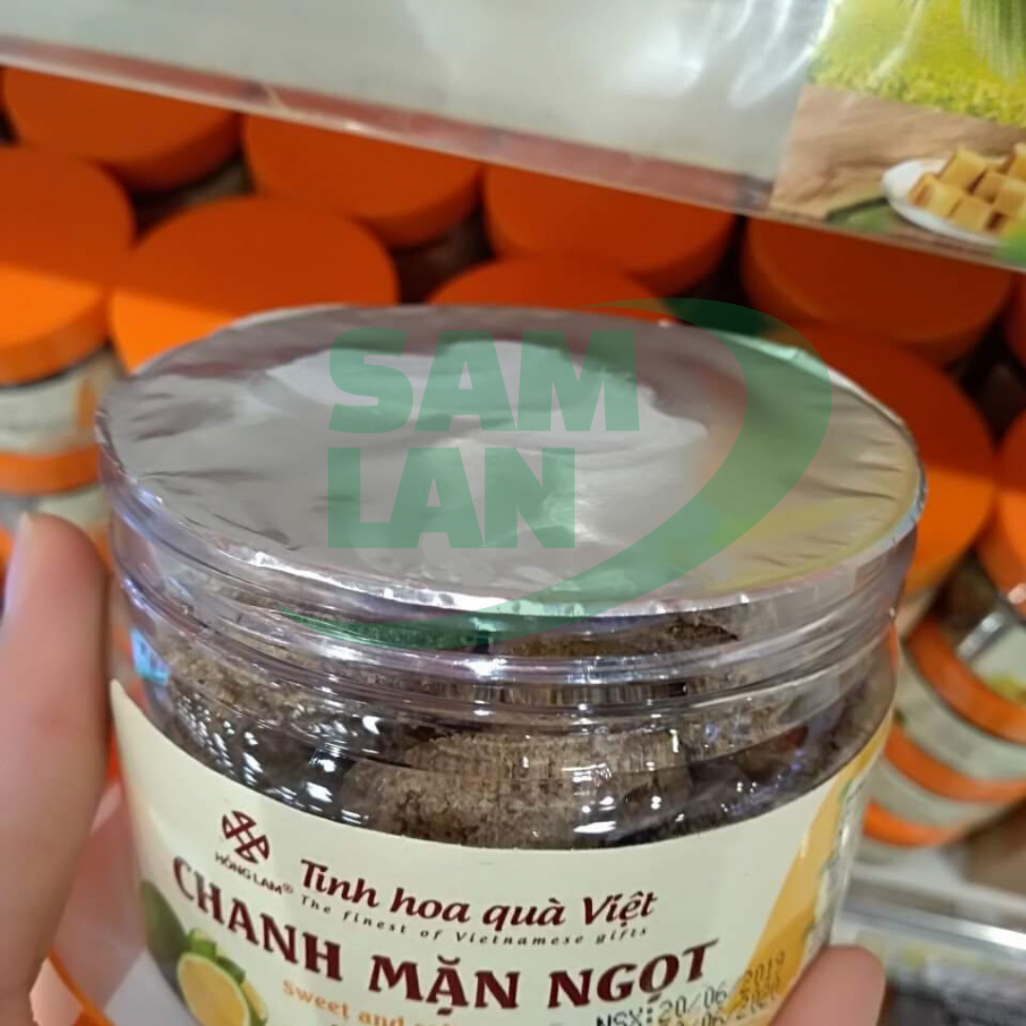 SAM
LAN
HỒNG LAM®
Tinh hoa quà Việt
The finest of Vietnamese gifts
CHANH MẶN NGỌT
sweet and
NSX:20/06/2019